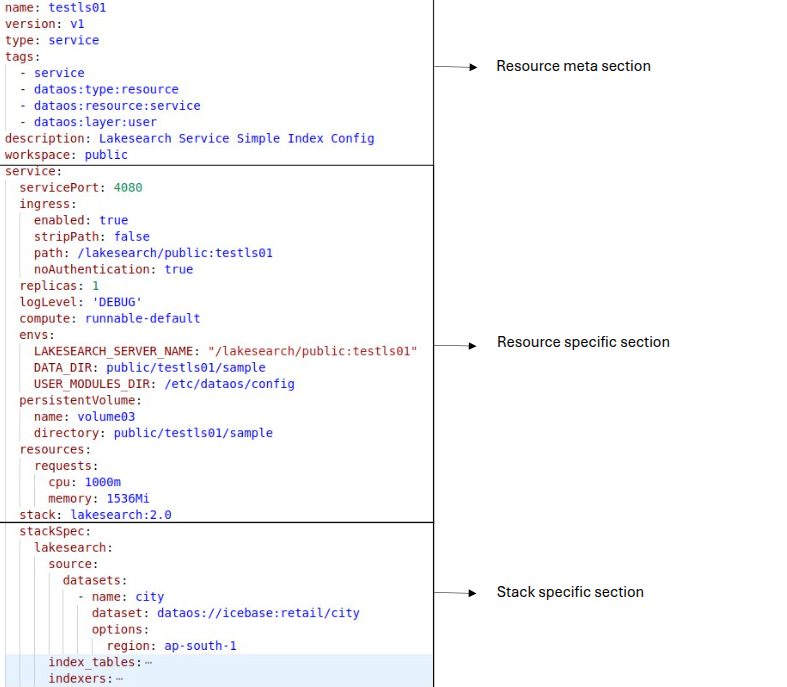 name: testls01
version: v1
type: service
tags:
  - service
  - dataos:type:resource
  - dataos:resource:service
  - dataos:layer:user
description: Lakesearch Service Simple Index Config
workspace: public
Resource meta section
service:
  servicePort: 4080
  ingress:
    enabled: true
    stripPath: false
    path: /lakesearch/public:testls01
    noAuthentication: true
  replicas: 1
  logLevel: 'DEBUG'
  compute: runnable-default
  envs:
    LAKESEARCH_SERVER_NAME: "/lakesearch/public:testls01"
    DATA_DIR: public/testls01/sample
    USER_MODULES_DIR: /etc/dataos/config
  persistentVolume:
    name: volume03
    directory: public/testls01/sample
  resources:
    requests:
      cpu: 1000m
      memory: 1536Mi
  stack: lakesearch:2.0
Resource specific section
  stackSpec:
    lakesearch:
      source:
        datasets:
          - name: city
            dataset: dataos://icebase:retail/city
            options:
              region: ap-south-1
      index_tables:⋯
      indexers:⋯
Stack specific section